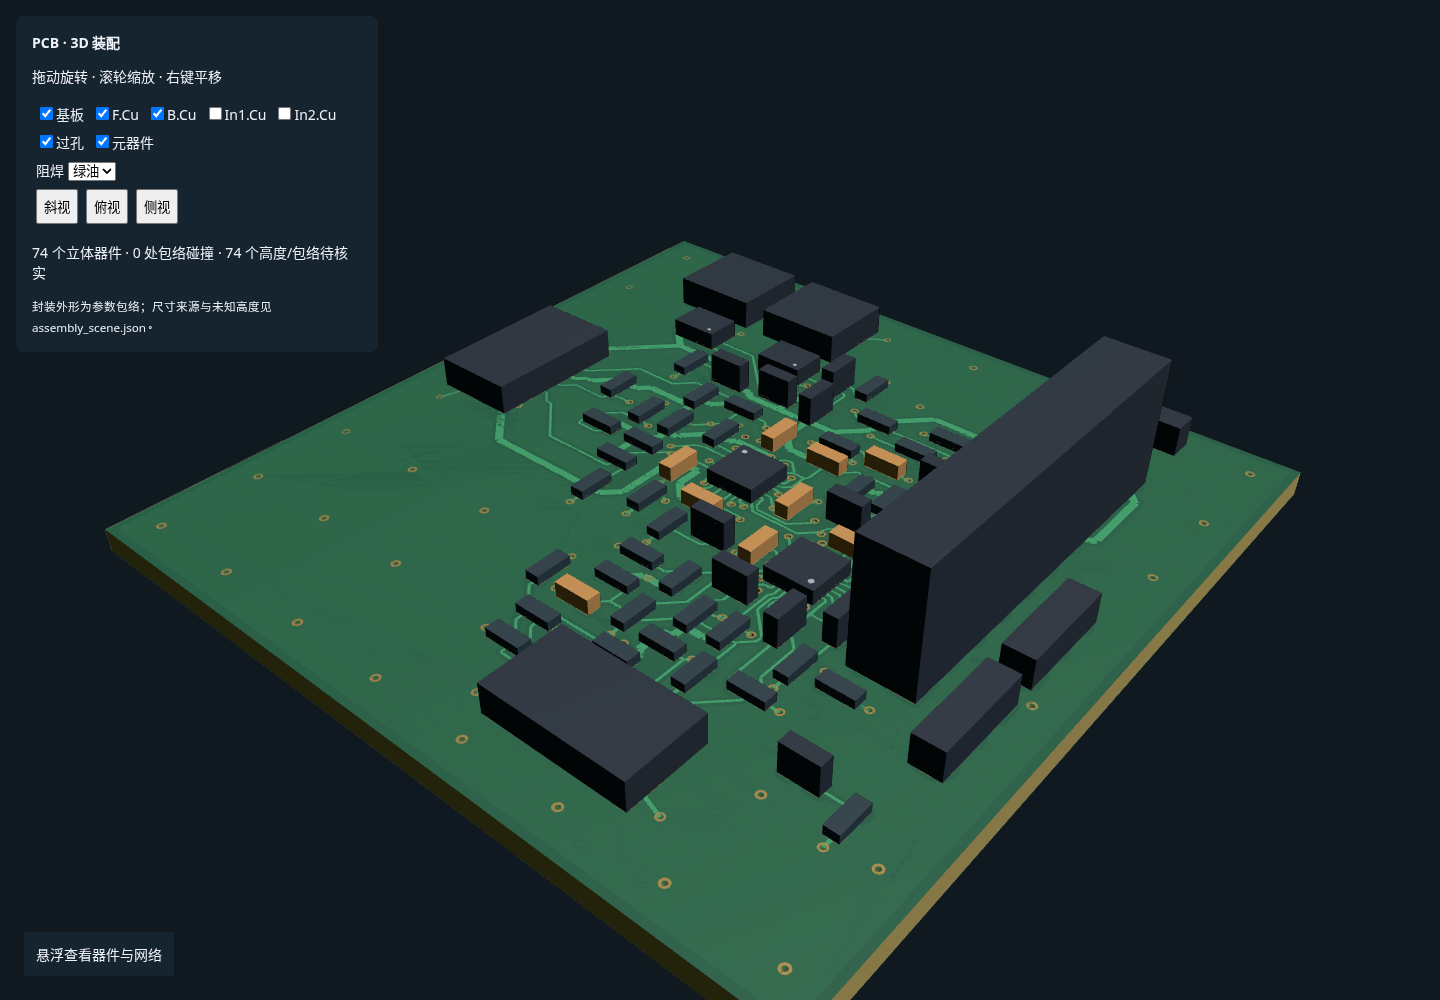 PCB · 3D 装配
拖动旋转 · 滚轮缩放 · 右键平移
基板 F.Cu B.Cu In1.Cu In2.Cu
过孔 元器件
阻焊 绿油
斜视 俯视 侧视
74 个立体器件 · 0 处包络碰撞 · 74 个高度/包络待核
实
封装外形为参数包络；尺寸来源与未知高度见
assembly_scene.json。
悬浮查看器件与网络